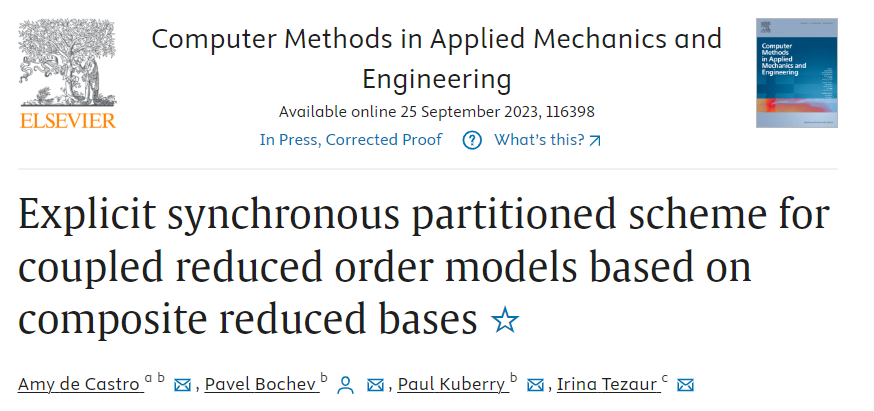 Computer Methods in Applied Mechanics and
Engineering
Available online 25 September 2023, 116398
In Press, Corrected Proof ? What's this?
ELSEVIER
Computer
Methods
in Applied
Mechanics and
Engineering
Explicit synchronous partitioned scheme for
coupled reduced order models based on
composite reduced bases
Amy de Castro a b, Pavel Bochev b, Paul Kuberry b, Irina Tezaur c